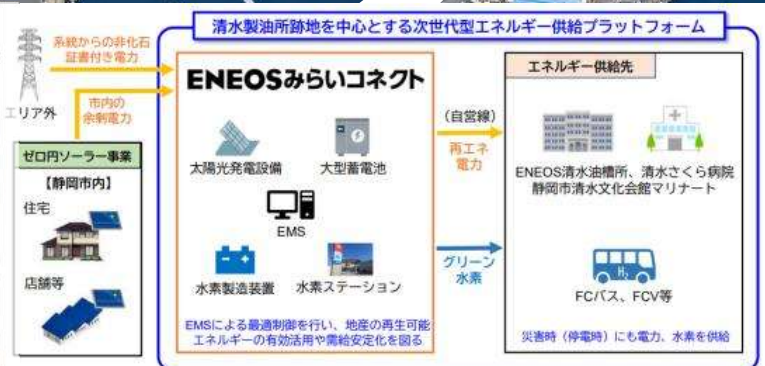 清水製油所跡地を中心とする次世代型エネルギー供給プラットフォーム
系統からの非化石
証書付き電力
エリア外
市内の
余剰電力
ゼロ円ソーラー事業
【静岡市内】
住宅
店舗等
ENEOSみらいコネクト
太陽光発電設備
大型蓄電池
EMS
水素製造装置
水素ステーション
EMSによる最適制御を行い、地産の再生可能
エネルギーの有効活用や需給安定化を図る
(自営線)
再エネ
電力
グリーン
水素
エネルギー供給先
ENEOS清水油槽所、清水さくら病院
静岡市清水文化会館マリナート
H2
FCバス、FCV等
災害時（停電時）にも電力、水素を供給